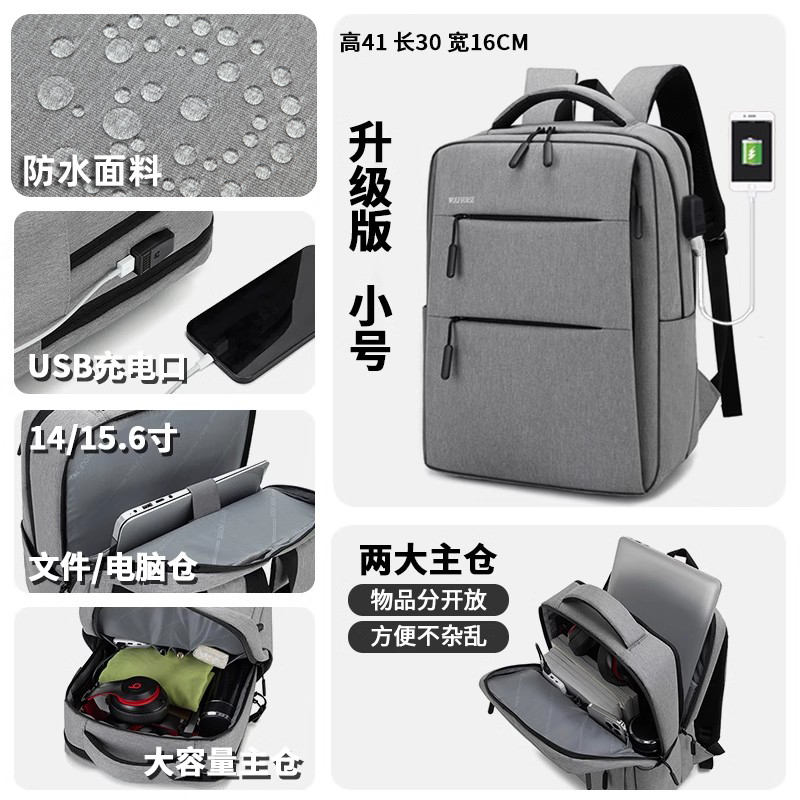 防水面料
USB充电口
14/15.6寸
文件/电脑仓
大容量主仓
高41 长30 宽16CM
升级版 小号
两大主仓
物品分开放
方便不杂乱